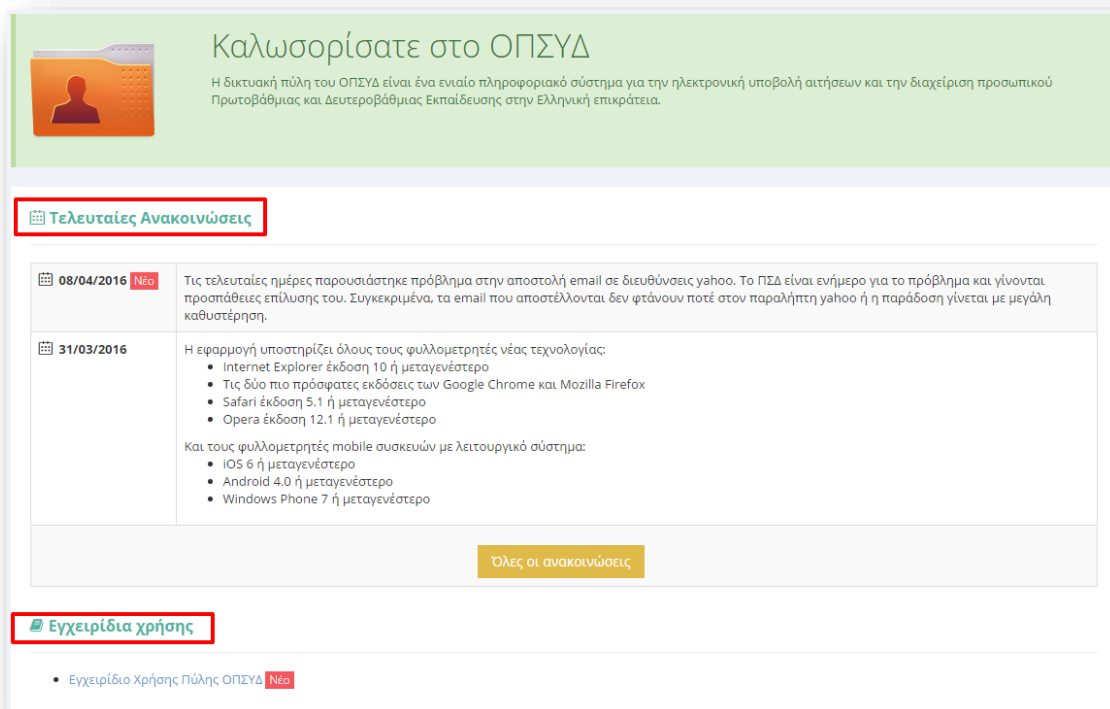 Καλωσορίσατε στο ΟΠΣΥΔ
Η δικτυακή πύλη του ΟΠΣΥΔ είναι ένα ενιαίο πληροφοριακό σύστημα για την ηλεκτρονική υποβολή αιτήσεων και την διαχείριση προσωπικού
Πρωτοβάθμιας και Δευτεροβάθμιας Εκπαίδευσης στην Ελληνική επικράτεια.
Τελευταίες Ανακοινώσεις
08/04/2016 Νέο
Τις τελευταίες ημέρες παρουσιάστηκε πρόβλημα στην αποστολή email σε διευθύνσεις yahoo. Το ΠΣΔ είναι ενήμερο για το πρόβλημα και γίνονται
προσπάθειες επίλυσης του. Συγκεκριμένα, τα email που αποστέλλονται δεν φτάνουν ποτέ στον παραλήπτη yahoo ή η παράδοση γίνεται με μεγάλη
καθυστέρηση.
31/03/2016
Η εφαρμογή υποστηρίζει όλους τους φυλλομετρητές νέας τεχνολογίας:
• Internet Explorer έκδοση 10 ή μεταγενέστερο
• Τις δύο πιο πρόσφατες εκδόσεις των Google Chrome και Mozilla Firefox
• Safari έκδοση 5.1 ή μεταγενέστερο
• Opera έκδοση 12.1 ή μεταγενέστερο
Και τους φυλλομετρητές mobile συσκευών με λειτουργικό σύστημα:
• iOS 6 ή μεταγενέστερο
• Android 4.0 ή μεταγενέστερο
• Windows Phone 7 ή μεταγενέστερο
Όλες οι ανακοινώσεις
Εγχειρίδια χρήσης
• Εγχειρίδιο Χρήσης Πύλης ΟΠΣΥΔ Νέο